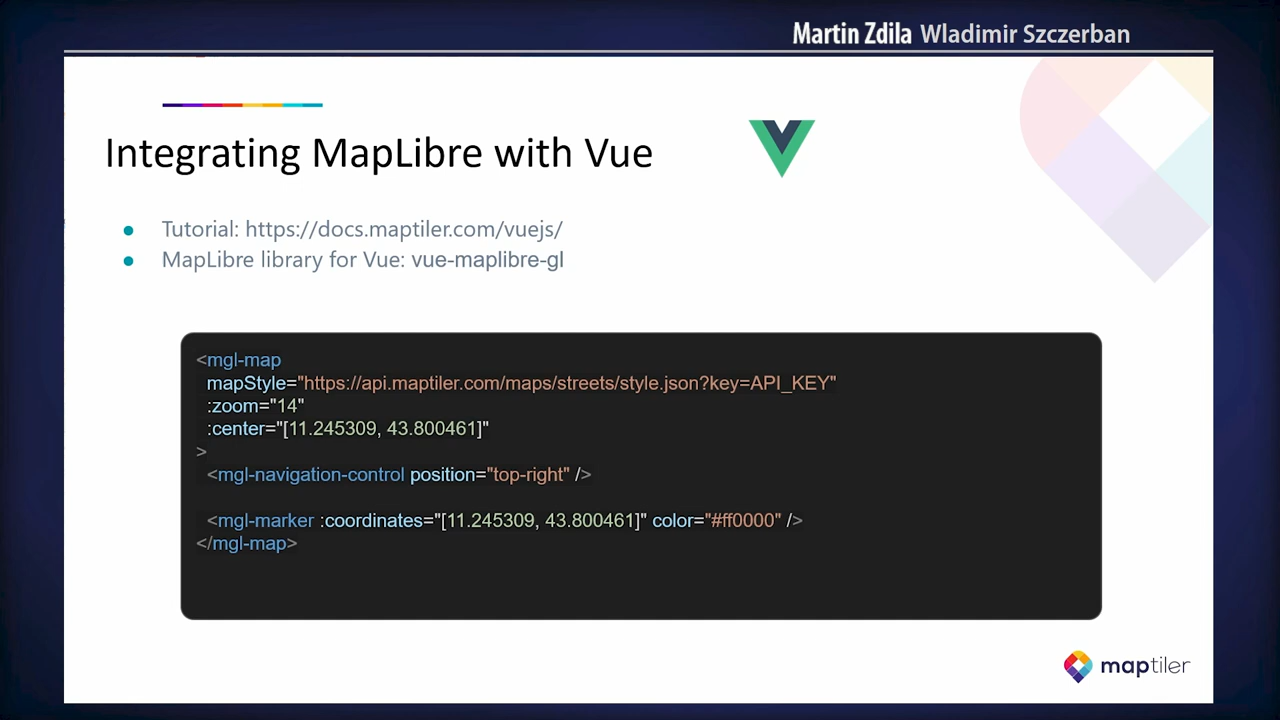 Martin Zdila Wladimir Szczerban
Integrating MapLibre with Vue
Tutorial: https://docs.maptiler.com/vuejs/
MapLibre library for Vue: vue-maplibre-gl
<mgl-map
mapStyle="https://api.maptiler.com/maps/streets/style.json?key=API_KEY"
:zoom="14"
:center="[11.245309, 43.800461]"
>
<mgl-navigation-control position="top-right" />
<mgl-marker :coordinates="[11.245309, 43.800461]" color="#ff0000" />
</mgl-map>
maptiler